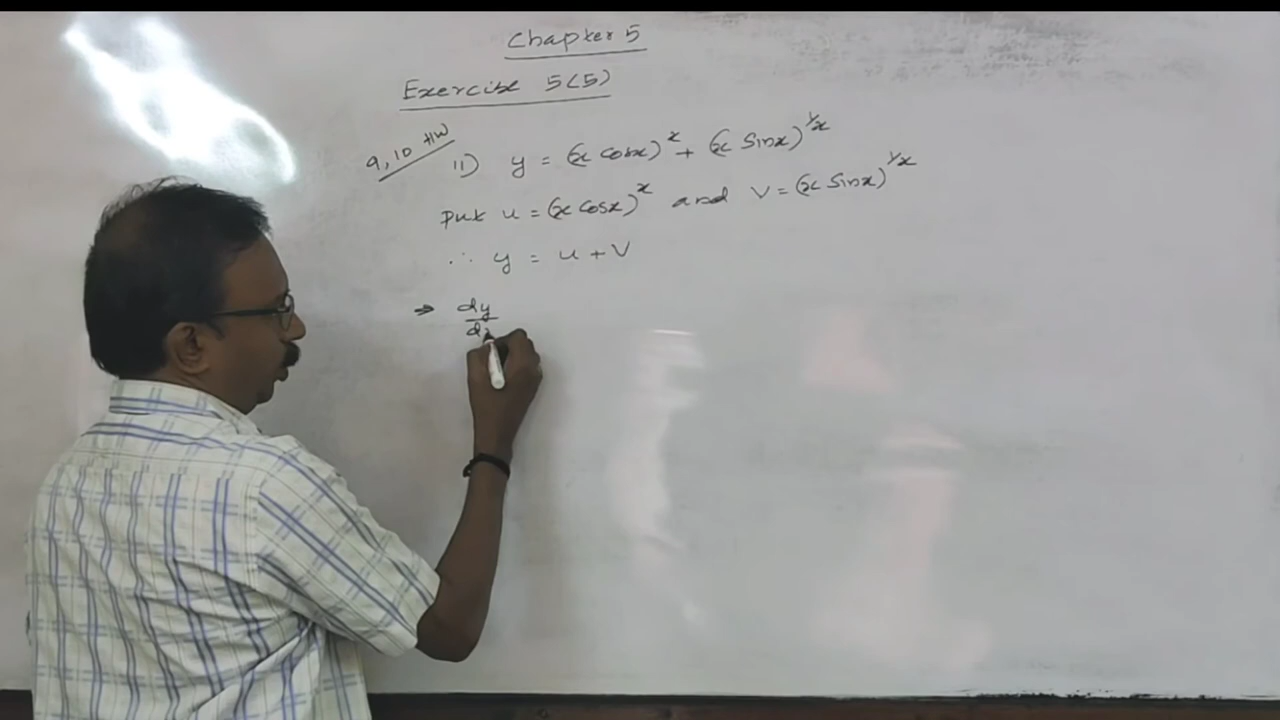 Chapter 5
Exercise 5(5)
9, 10 HW
11) y = (x cosx)^x + (x sinx)^1/x
put u = (x cosx)^x and v = (x sinx)^1/x
∴ y = u + v
⇒ dy/dx